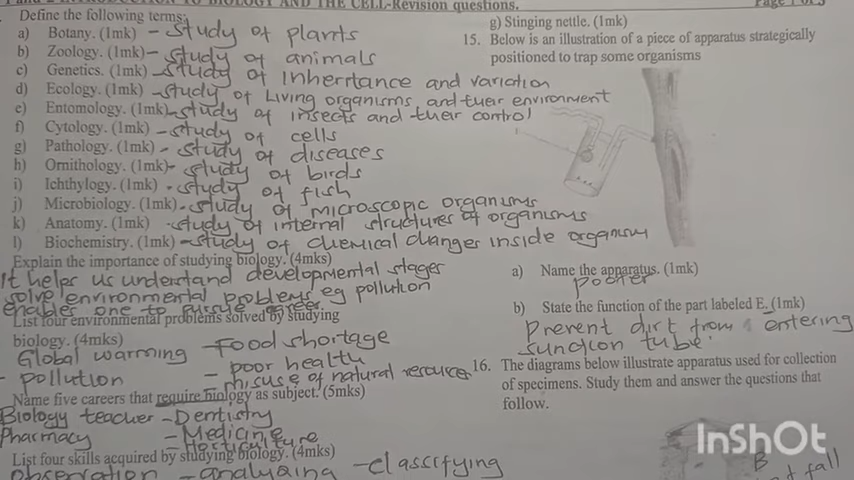 INTRODUCTION TO BIOLOGY AND THE CELL-Revision questions.
Page 1 of 3
Define the following terms;
a) Botany. (1mk) - study of plants
b) Zoology. (1mk) - study of animals
c) Genetics. (1mk) - study of inheritance and variation
d) Ecology. (1mk) - study of Living organisms and their environment
e) Entomology. (1mk) - study of insects and their control
f) Cytology. (1mk) - study of cells
g) Pathology. (1mk) - study of diseases
h) Ornithology. (1mk) - study of birds
i) Ichthylogy. (1mk) - study of fish
j) Microbiology. (1mk) - study of microscopic organisms
k) Anatomy. (1mk) - study of internal structures of organisms
l) Biochemistry. (1mk) - study of chemical changes inside organism
Explain the importance of studying biology. (4mks)
It helps us understand developmental stages
solve environmental problems eg pollution
enables one to pursue career
List four environmental problems solved by studying
biology. (4mks)
Global warming - Food shortage
- poor health
- pollution - misuse of natural resources
Name five careers that require biology as subject. (5mks)
Biology teacher - Dentistry
Pharmacy - Medicine
- Horticulture
List four skills acquired by studying biology. (4mks)
observation - analyzing - classifying
g) Stinging nettle. (1mk)
15. Below is an illustration of a piece of apparatus strategically
positioned to trap some organisms
a) Name the apparatus. (1mk)
pooter
b) State the function of the part labeled E. (1mk)
prevent dirt from entering
suction tube.
16. The diagrams below illustrate apparatus used for collection
of specimens. Study them and answer the questions that
follow.
B
fall
InShOt